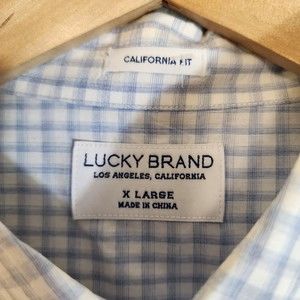 CALIFORNIA FIT
LUCKY BRAND
LOS ANGELES, CALIFORNIA
X LARGE
MADE IN CHINA